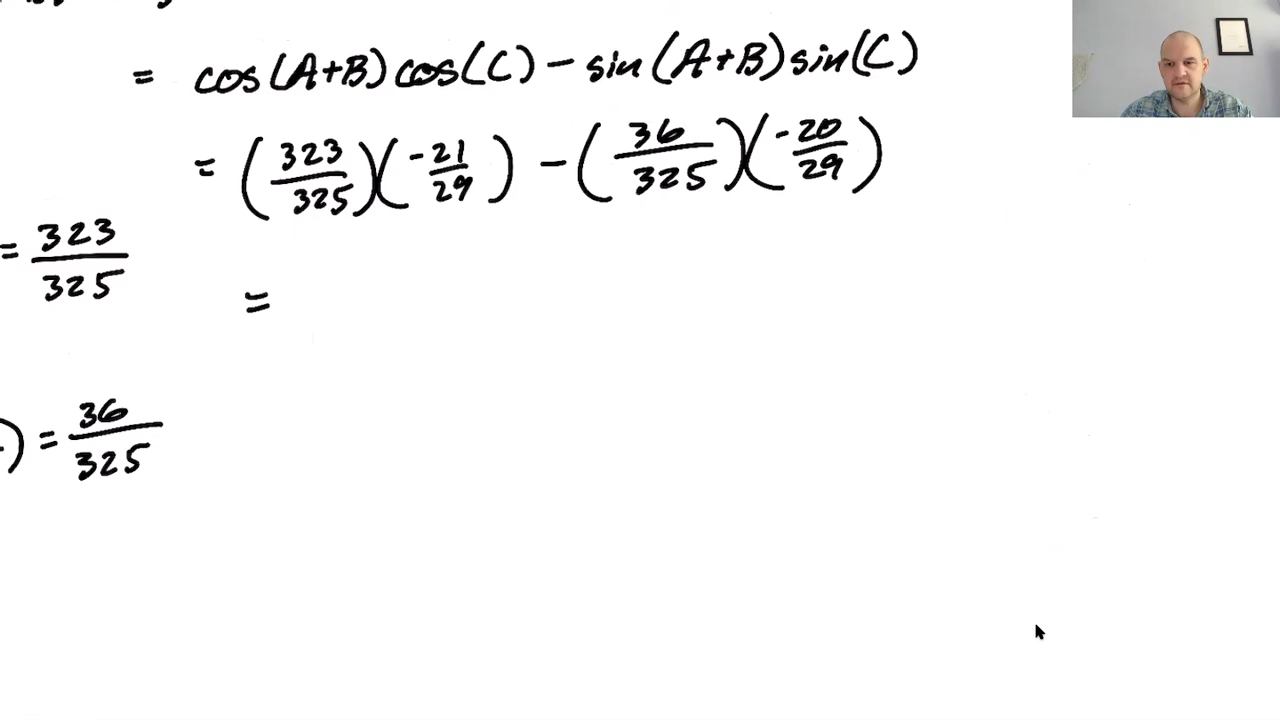 = cos(A+B)cos(C) - sin(A+B)sin(C)
= (323/325)(-21/29) - (36/325)(-20/29)
= 323/325
=
) = 36/325